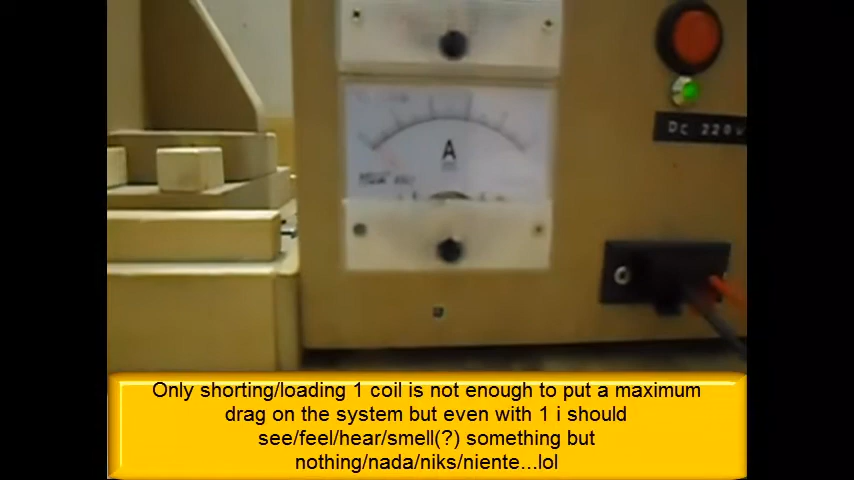 A
DC 220V
Only shorting/loading 1 coil is not enough to put a maximum
drag on the system but even with 1 i should
see/feel/hear/smell(?) something but
nothing/nada/niks/niente...lol